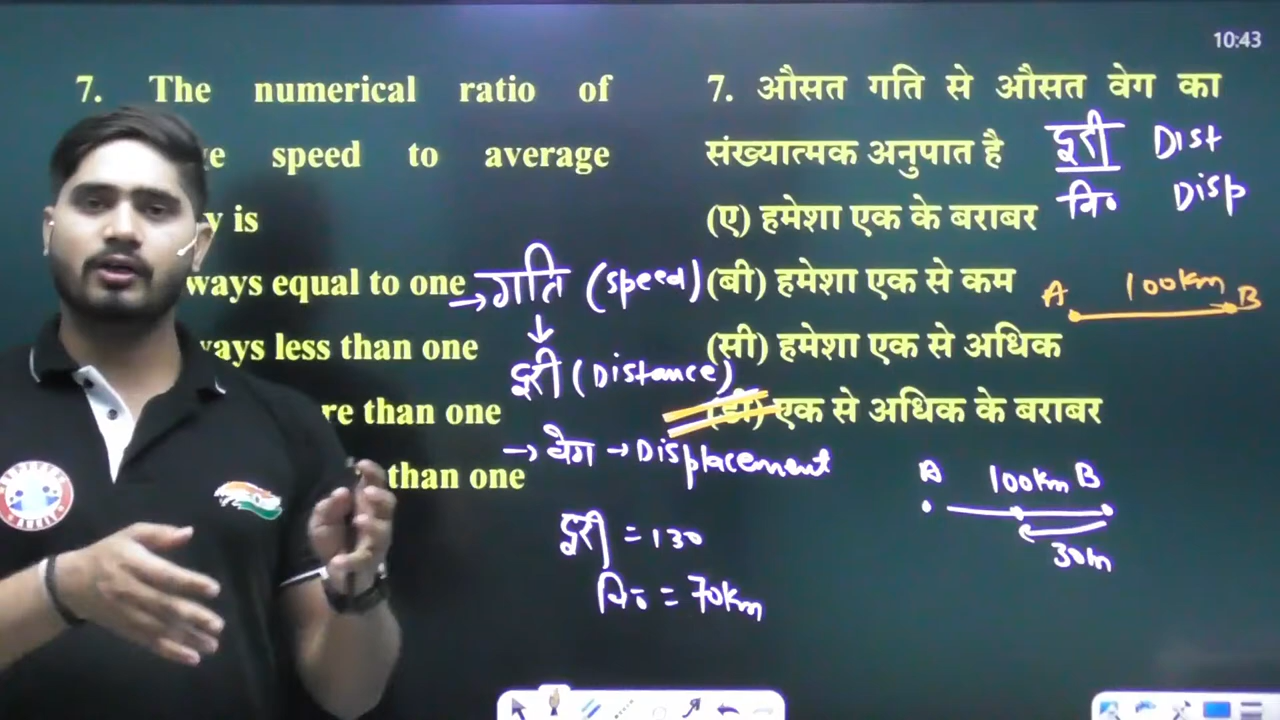 10:43
7. The numerical ratio of
speed to average
is
ways equal to one
ways less than one
re than one
than one
7. औसत गति से औसत वेग का
संख्यात्मक अनुपात है
(ए) हमेशा एक के बराबर
(बी) हमेशा एक से कम
(सी) हमेशा एक से अधिक
(डी) एक से अधिक के बराबर
दूरी Dist
वि० Disp
→गति (speed)
↓
दूरी (Distance)
→ वेग → Displacement
दूरी = 130
वि० = 70km
A 100km B
A 100km B
30m